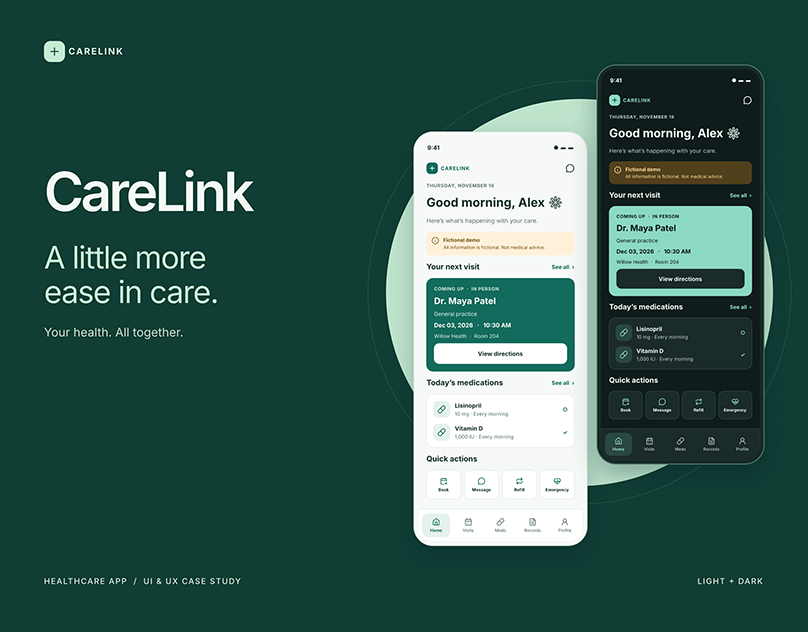 CARELINK
CareLink
A little more
ease in care.
Your health. All together.
HEALTHCARE APP / UI & UX CASE STUDY
LIGHT + DARK
9:41
CARELINK
THURSDAY, NOVEMBER 19
Good morning, Alex
Here's what's happening with your care.
Fictional demo
All information is fictional. Not medical advice.
Your next visit
See all ›
COMING UP · IN PERSON
Dr. Maya Patel
General practice
Dec 03, 2026 · 10:30 AM
Willow Health · Room 204
View directions
Today's medications
See all ›
Lisinopril
10 mg · Every morning
Vitamin D
1,000 IU · Every morning
Quick actions
Book
Message
Refill
Emergency
Home
Visits
Meds
Records
Profile
9:41
CARELINK
THURSDAY, NOVEMBER 19
Good morning, Alex
Here's what's happening with your care.
Fictional demo
All information is fictional. Not medical advice.
Your next visit
See all ›
COMING UP · IN PERSON
Dr. Maya Patel
General practice
Dec 03, 2026 · 10:30 AM
Willow Health · Room 204
View directions
Today's medications
See all ›
Lisinopril
10 mg · Every morning
Vitamin D
1,000 IU · Every morning
Quick actions
Book
Message
Refill
Emergency
Home
Visits
Meds
Records
Profile